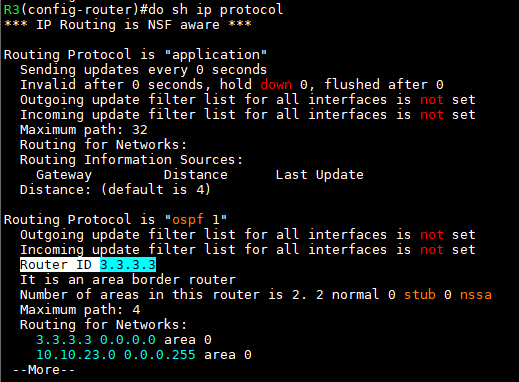 R3(config-router)#do sh ip protocol
*** IP Routing is NSF aware ***
Routing Protocol is "application"
Sending updates every 0 seconds
Invalid after 0 seconds, hold down 0, flushed after 0
Outgoing update filter list for all interfaces is not set
Incoming update filter list for all interfaces is not set
Maximum path: 32
Routing for Networks:
Routing Information Sources:
Gateway Distance Last Update
Distance: (default is 4)
Routing Protocol is "ospf 1"
Outgoing update filter list for all interfaces is not set
Incoming update filter list for all interfaces is not set
Router ID 3.3.3.3
It is an area border router
Number of areas in this router is 2. 2 normal 0 stub 0 nssa
Maximum path: 4
Routing for Networks:
3.3.3.3 0.0.0.0 area 0
10.10.23.0 0.0.0.255 area 0
--More--